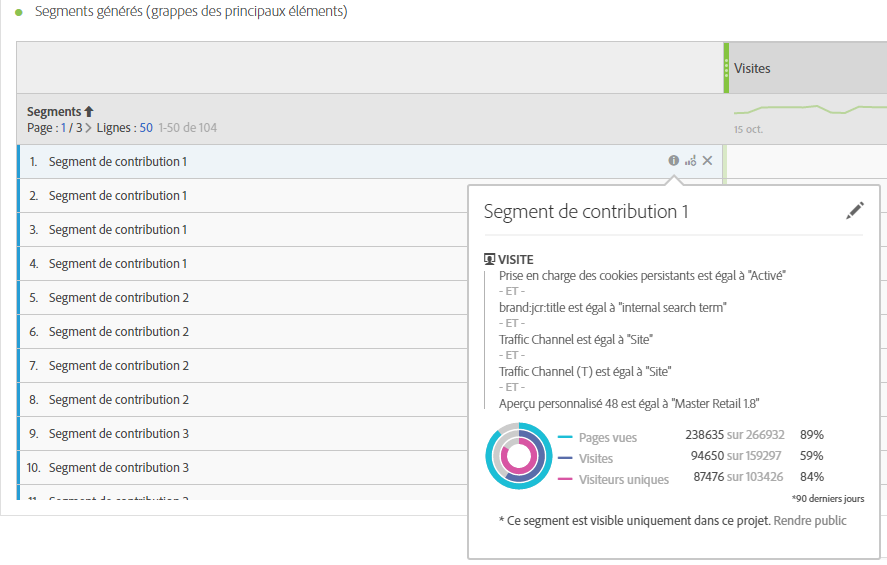 Segments générés (grappes des principaux éléments)
Visites
Segments
Page : 1 / 3 Lignes : 50 1-50 de 104
15 oct.
1. Segment de contribution 1
2. Segment de contribution 1
3. Segment de contribution 1
4. Segment de contribution 1
5. Segment de contribution 2
6. Segment de contribution 2
7. Segment de contribution 2
8. Segment de contribution 2
9. Segment de contribution 3
10. Segment de contribution 3
11. Segment de contribution 3
Segment de contribution 1
VISITE
Prise en charge des cookies persistants est égal à "Activé"
- ET -
brand:jcr:title est égal à "internal search term"
- ET -
Traffic Channel est égal à "Site"
- ET -
Traffic Channel (T) est égal à "Site"
- ET -
Aperçu personnalisé 48 est égal à "Master Retail 1.8"
Pages vues 238635 sur 266932 89%
Visites 94650 sur 159297 59%
Visiteurs uniques 87476 sur 103426 84%
*90 derniers jours
* Ce segment est visible uniquement dans ce projet. Rendre public